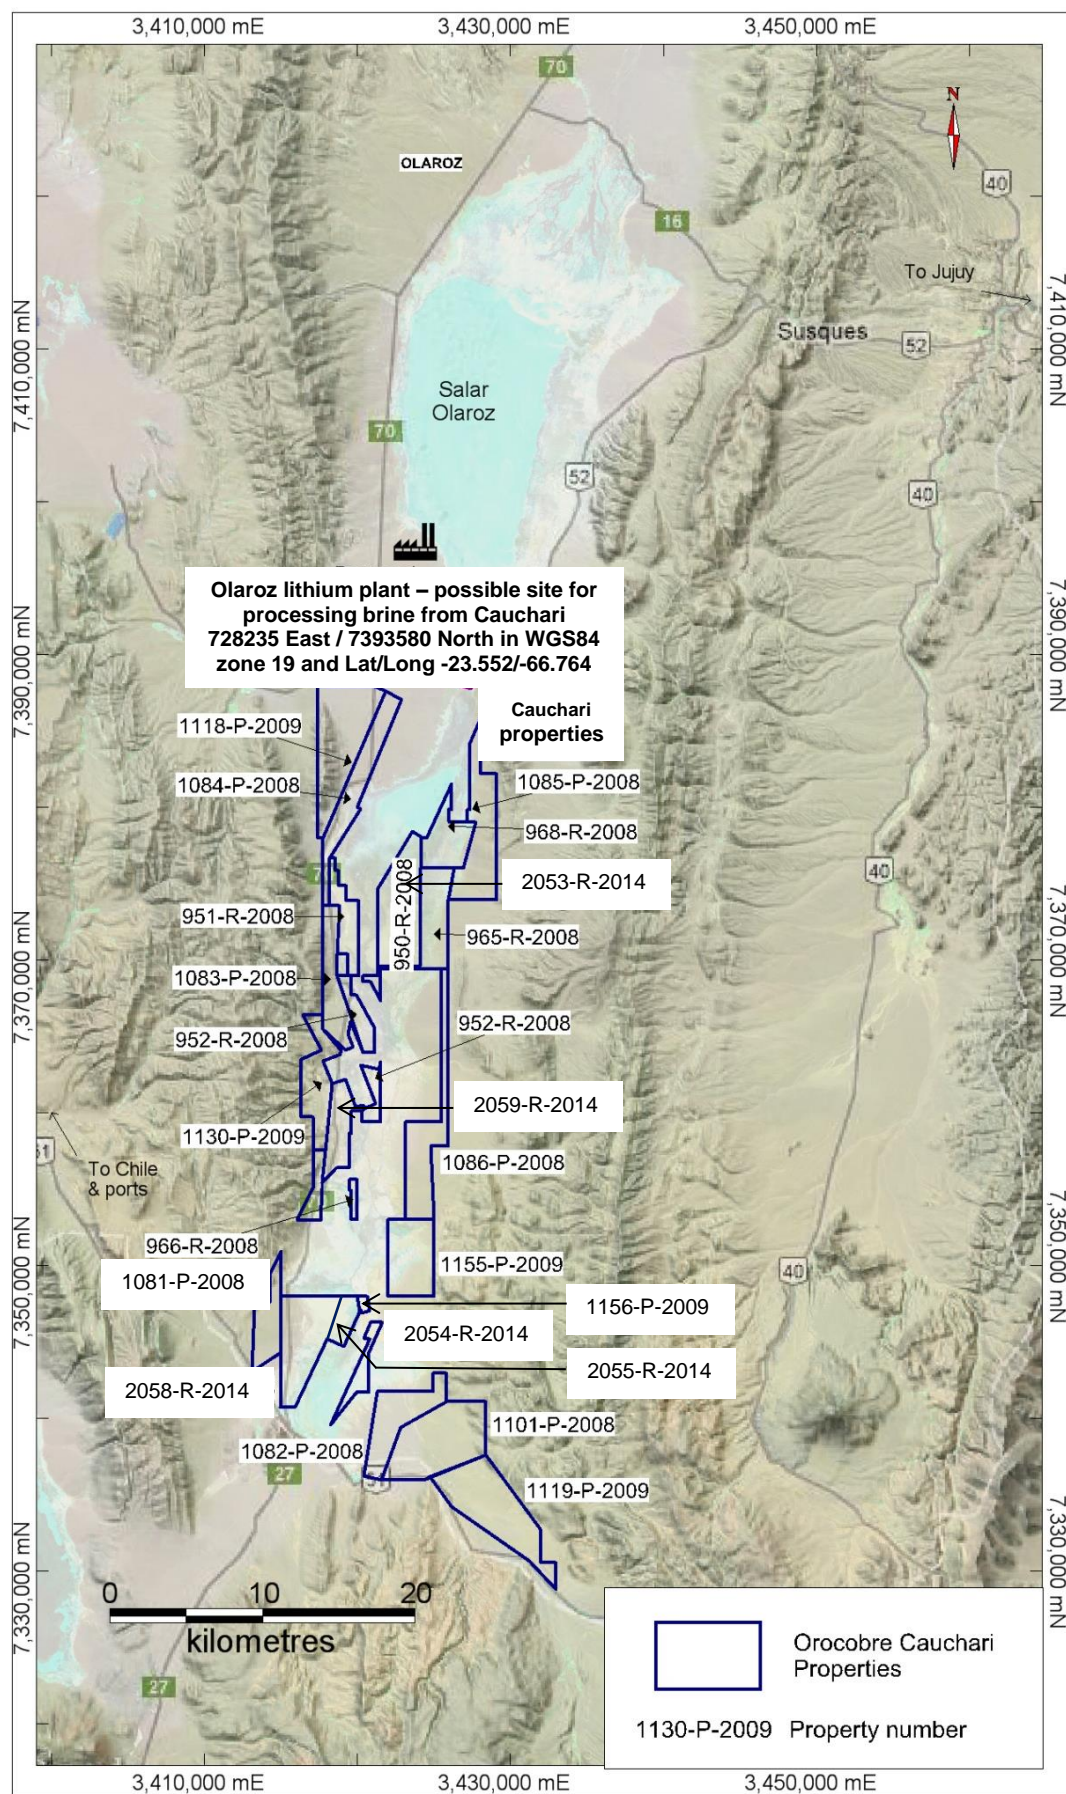 3,410,000 mE
3,430,000 mE
3,450,000 mE
70
N
OLAROZ
40
16
To Jujuy
7,410,000 mN
7,410,000 mN
Susques
52
Salar
Olaroz
70
52
40
Olaroz lithium plant – possible site for
processing brine from Cauchari
728235 East / 7393580 North in WGS84
zone 19 and Lat/Long -23.552/-66.764
7,390,000 mN
7,390,000 mN
Cauchari
properties
1118-P-2009
1084-P-2008
1085-P-2008
968-R-2008
2053-R-2014
950-R-2008
40
951-R-2008
965-R-2008
7,370,000 mN
7,370,000 mN
1083-P-2008
952-R-2008
952-R-2008
2059-R-2014
1130-P-2009
To Chile
& ports
1086-P-2008
966-R-2008
1155-P-2009
40
7,350,000 mN
7,350,000 mN
1081-P-2008
1156-P-2009
2054-R-2014
2055-R-2014
2058-R-2014
1101-P-2008
1082-P-2008
27
1119-P-2009
7,330,000 mN
7,330,000 mN
0 10 20
kilometres
Orocobre Cauchari
Properties
27
1130-P-2009 Property number
3,410,000 mE
3,430,000 mE
3,450,000 mE